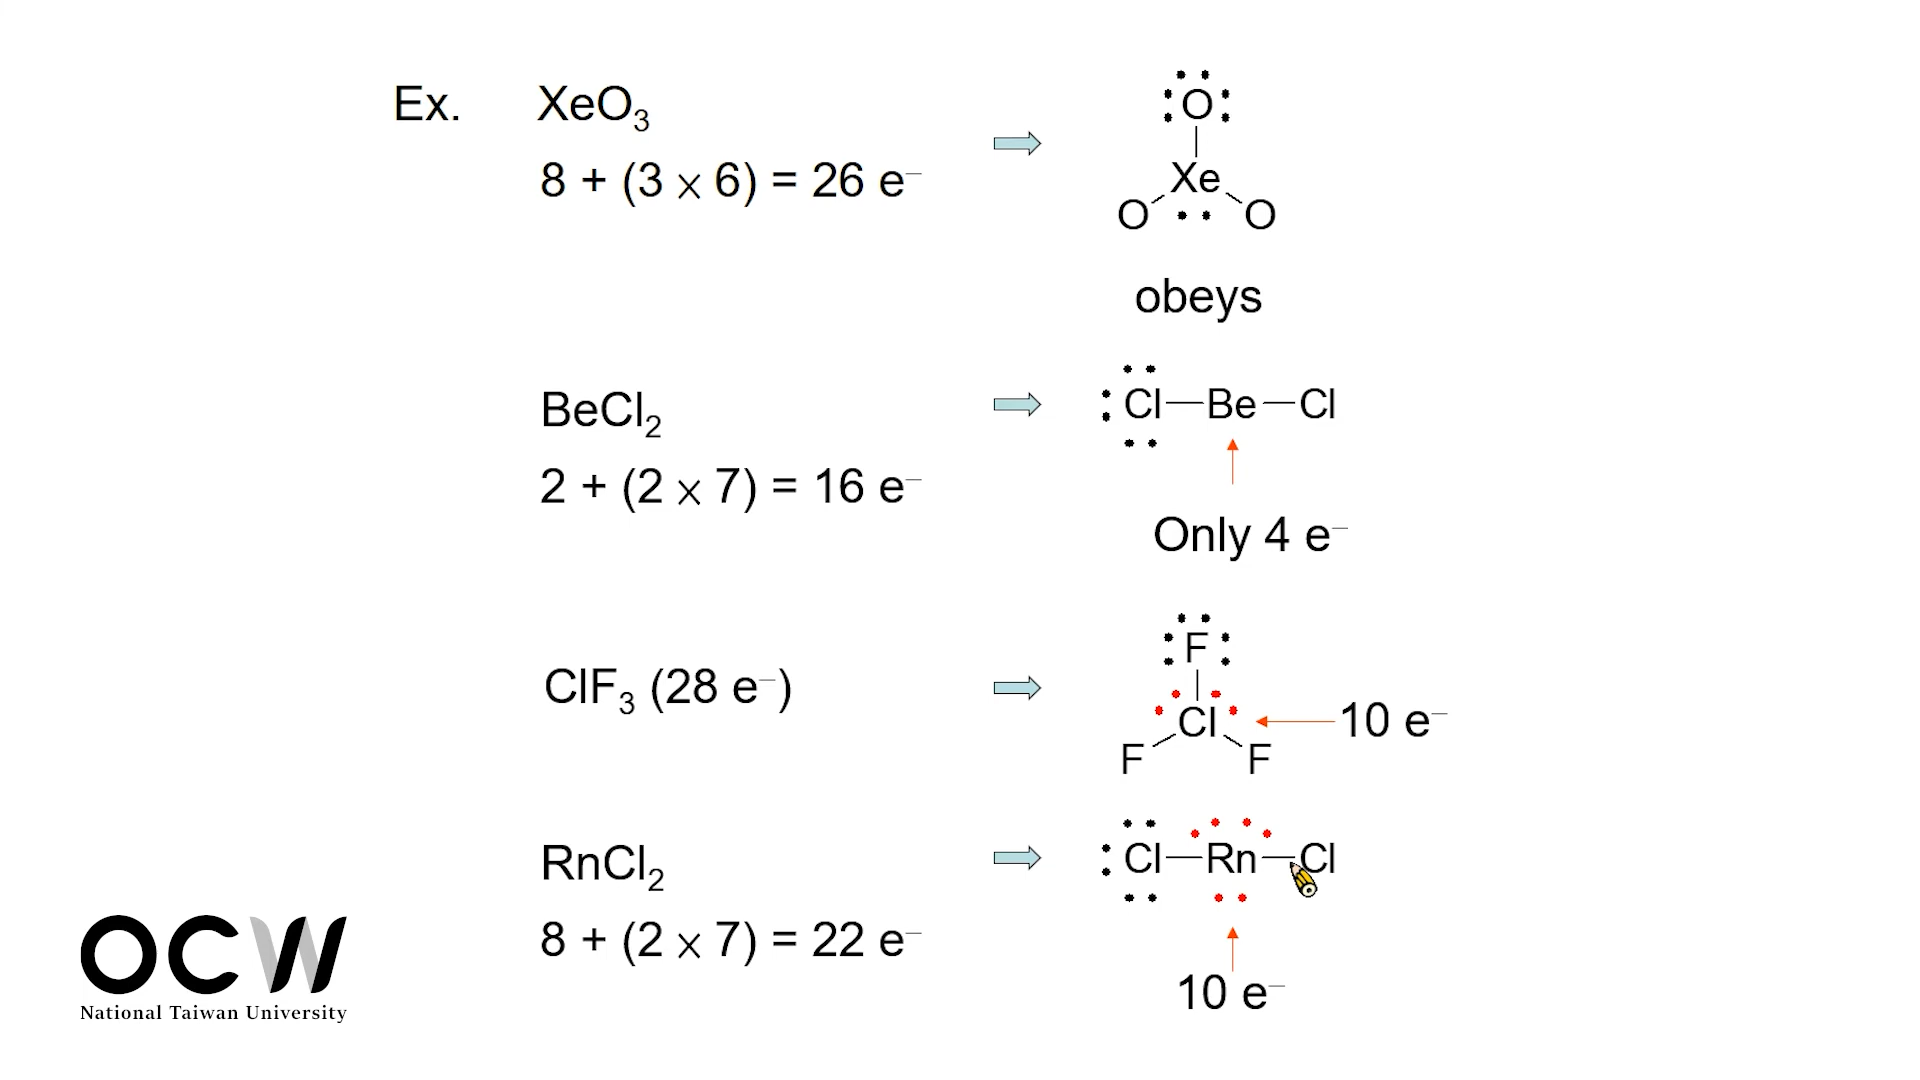 Ex. XeO₃
8 + (3 × 6) = 26 e⁻
O
Xe
O O
obeys
BeCl₂
Cl—Be—Cl
2 + (2 × 7) = 16 e⁻
Only 4 e⁻
ClF₃ (28 e⁻)
F
Cl
F F
10 e⁻
RnCl₂
Cl—Rn—Cl
8 + (2 × 7) = 22 e⁻
10 e⁻
OCW
National Taiwan University